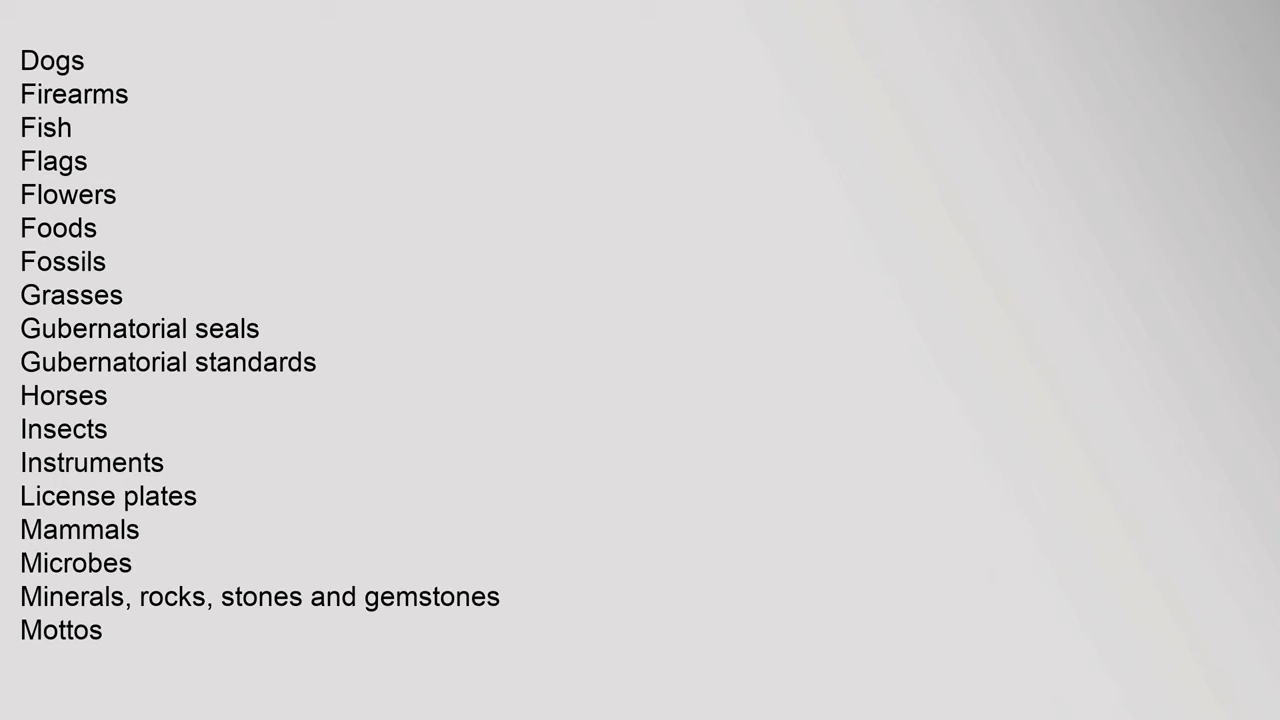 Dogs
Firearms
Fish
Flags
Flowers
Foods
Fossils
Grasses
Gubernatorial seals
Gubernatorial standards
Horses
Insects
Instruments
License plates
Mammals
Microbes
Minerals, rocks, stones and gemstones
Mottos